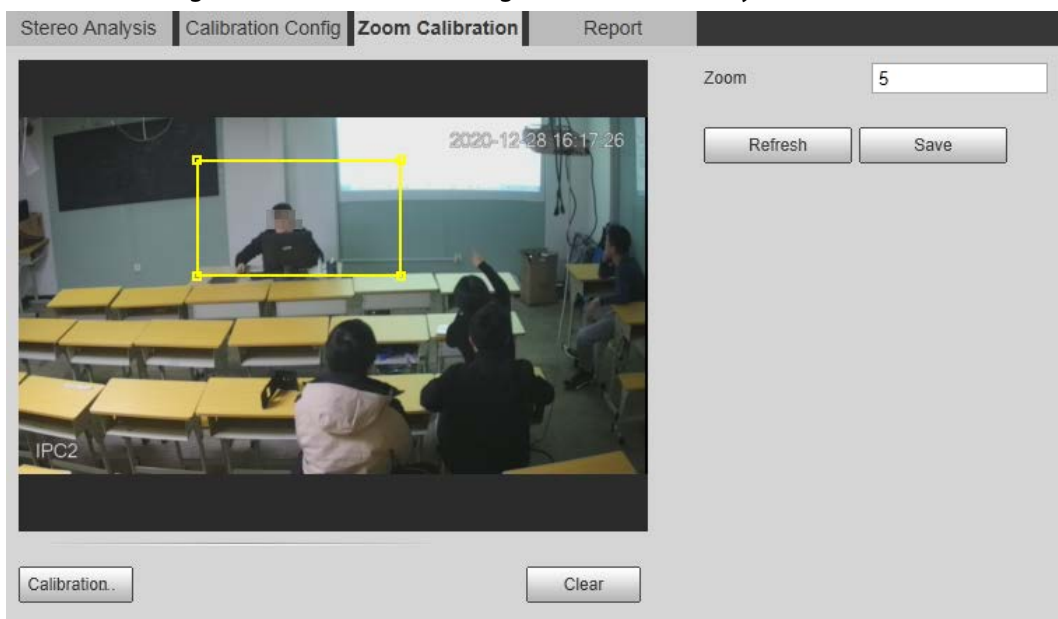 Stereo Analysis Calibration Config Zoom Calibration Report
Zoom 5
2020-12-28 16:17:26
Refresh Save
IPC2
Calibration.. Clear